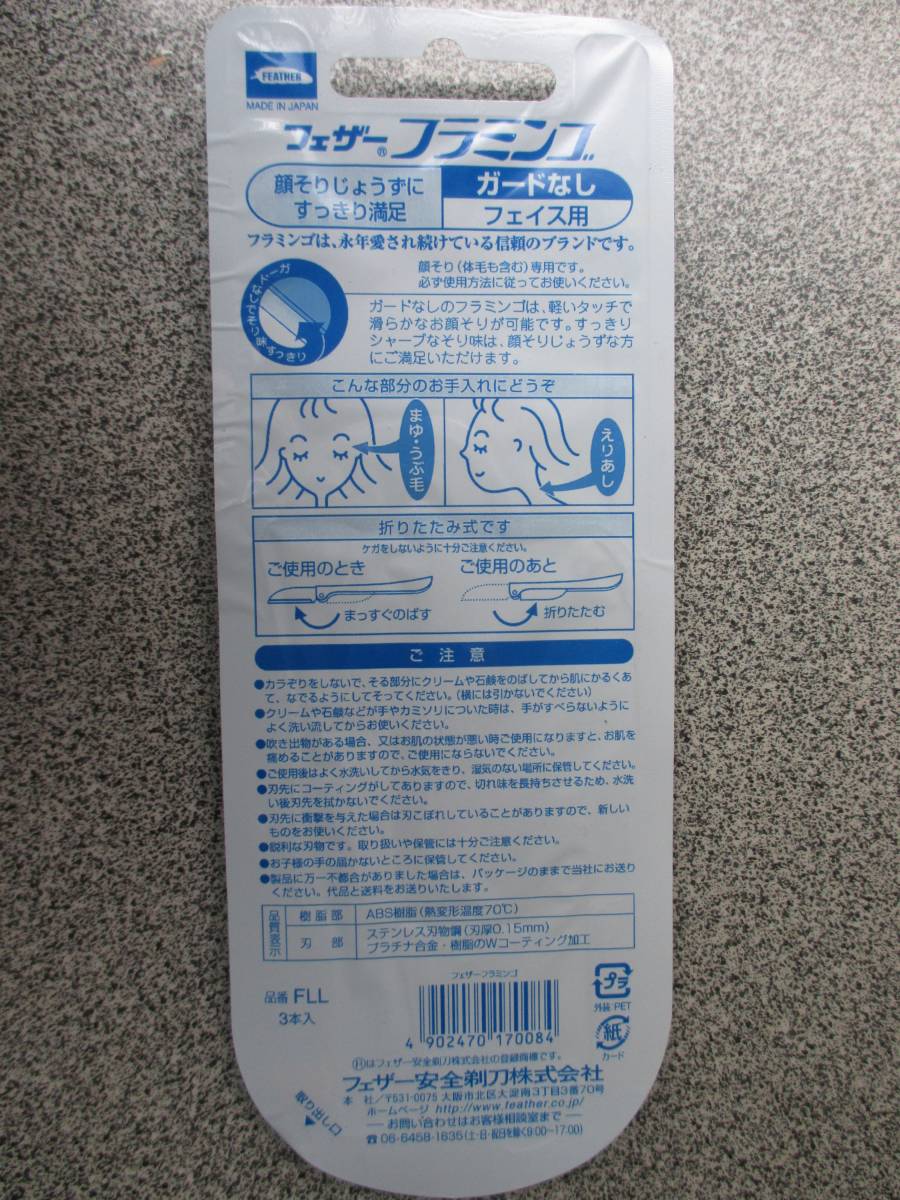 FEATHER
MADE IN JAPAN
フェザー®フラミンゴ
顔そりじょうずに
すっきり満足
ガードなし
フェイス用
フラミンゴは、永年愛され続けている信頼のブランドです。
顔そり(体毛も含む)専用です。
必ず使用方法に従ってお使いください。
ガード
なしでそり味
すっきり
ガードなしのフラミンゴは、軽いタッチで
滑らかなお顔そりが可能です。すっきり
シャープなそり味は、顔そりじょうずな方
にご満足いただけます。
こんな部分のお手入れにどうぞ
まゆ・うぶ毛
えりあし
折りたたみ式です
ケガをしないように十分ご注意ください。
ご使用のとき
まっすぐのばす
ご使用のあと
折りたたむ
ご注意
●カラぞりをしないで、そる部分にクリームや石鹸をのばしてから肌にかるくあ
て、なでるようにしてそってください。(横には引かないでください)
●クリームや石鹸などが手やカミソリについた時は、手がすべらないように
よく洗い流してからお使いください。
●吹き出物がある場合、又はお肌の状態が悪い時ご使用になりますと、お肌を
痛めることがありますので、ご使用にならないでください。
●ご使用後はよく水洗いしてから水気をきり、湿気のない場所に保管してください。
●刃先にコーティングがしてありますので、切れ味を長持ちさせるため、水洗
い後刃先を拭かないでください。
●刃先に衝撃を与えた場合は刃こぼれしていることがありますので、新しい
ものをお使いください。
●鋭利な刃物です。取り扱いや保管には十分ご注意ください。
●お子様の手の届かないところに保管してください。
●製品に万一不都合がありました場合は、パッケージのままで当社にお送り
ください。代品と送料をお送りいたします。
品質表示
樹脂部 ABS樹脂(熱変形温度70℃)
刃部 ステンレス刃物鋼(刃厚0.15mm)
プラチナ合金・樹脂のWコーティング加工
品番 FLL
3本入
フェザーフラミンゴ
4 902470 170084
プラ
外装 PET
紙
カード
取り出し口
Ⓗはフェザー安全剃刀株式会社の登録商標です。
フェザー安全剃刀株式会社
本社/〒531-0075 大阪市北区大淀南3丁目3番70号
ホームページ http://www.feather.co.jp/
お問い合わせはお客様相談室まで
☎06-6458-1635(土・日・祝日を除く9:00~17:00)